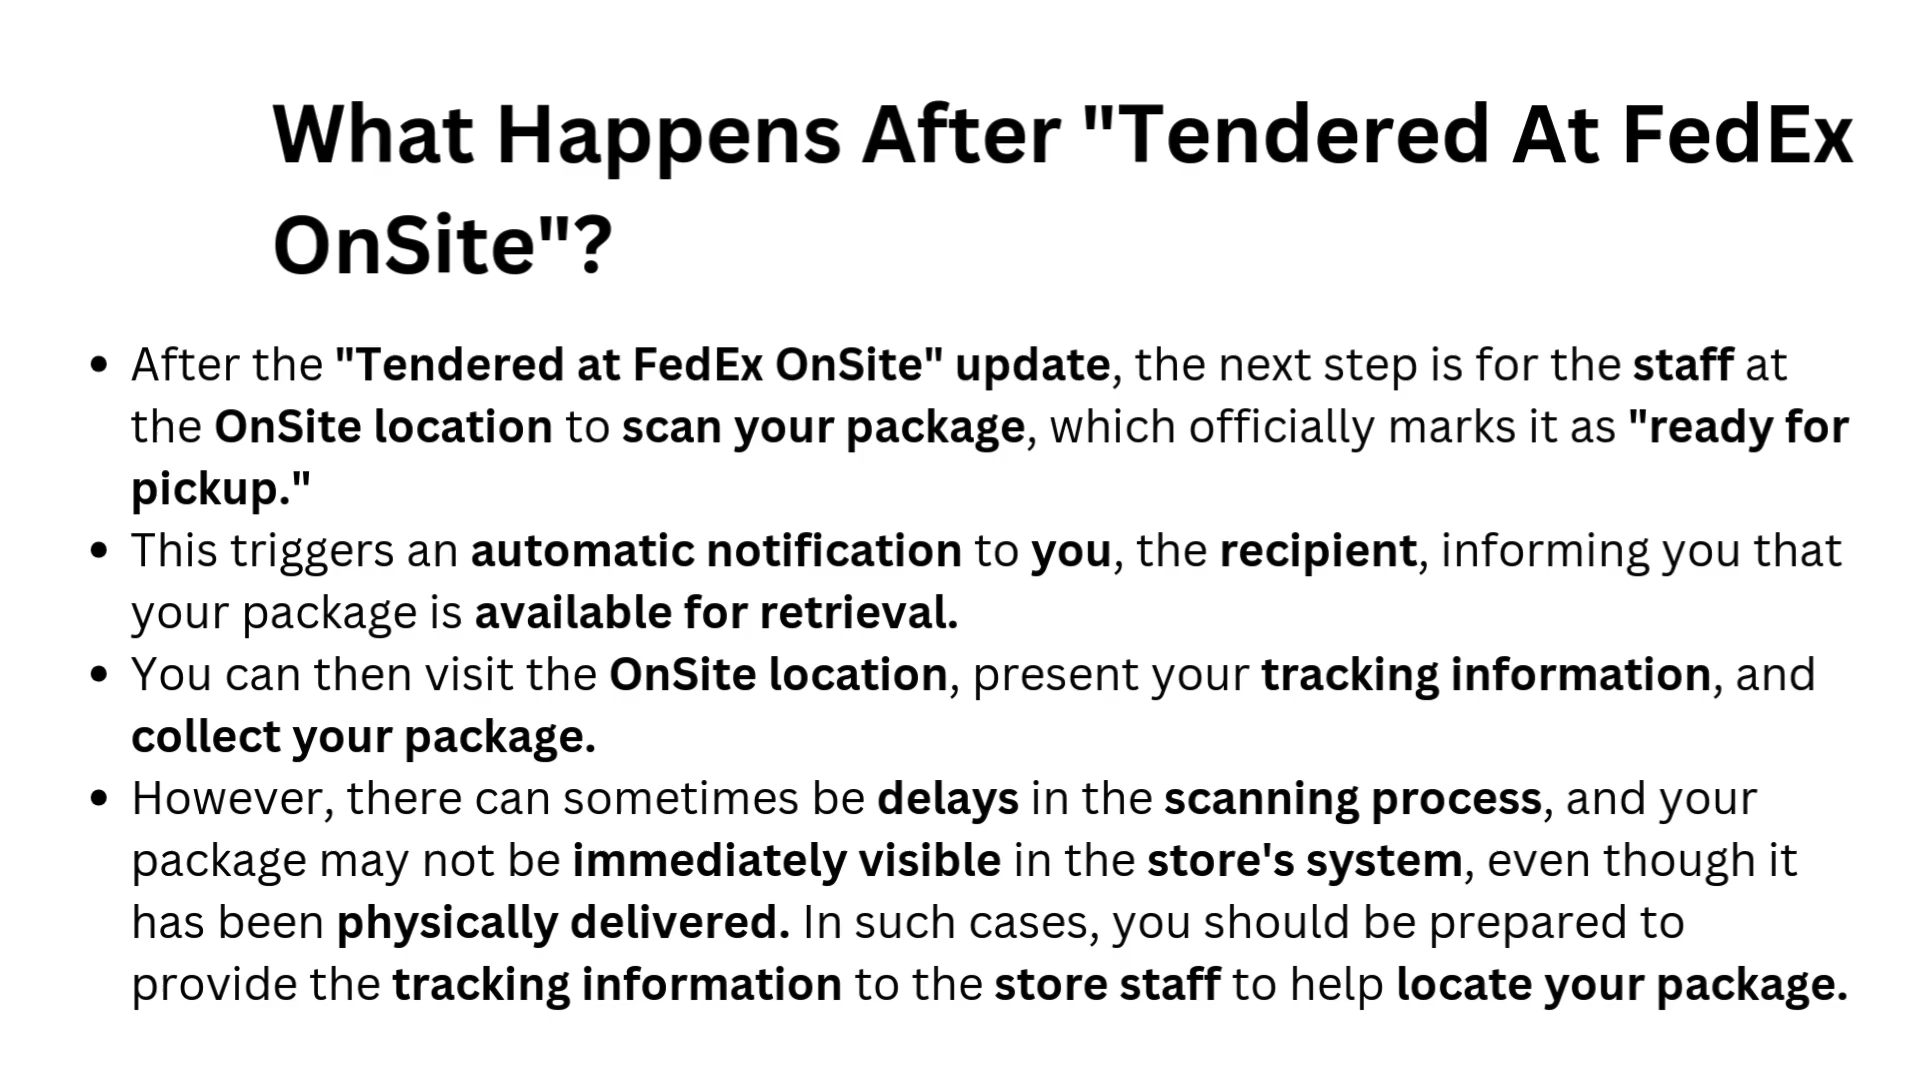 What Happens After "Tendered At FedEx
OnSite"?
• After the "Tendered at FedEx OnSite" update, the next step is for the staff at
the OnSite location to scan your package, which officially marks it as "ready for
pickup."
• This triggers an automatic notification to you, the recipient, informing you that
your package is available for retrieval.
• You can then visit the OnSite location, present your tracking information, and
collect your package.
• However, there can sometimes be delays in the scanning process, and your
package may not be immediately visible in the store's system, even though it
has been physically delivered. In such cases, you should be prepared to
provide the tracking information to the store staff to help locate your package.